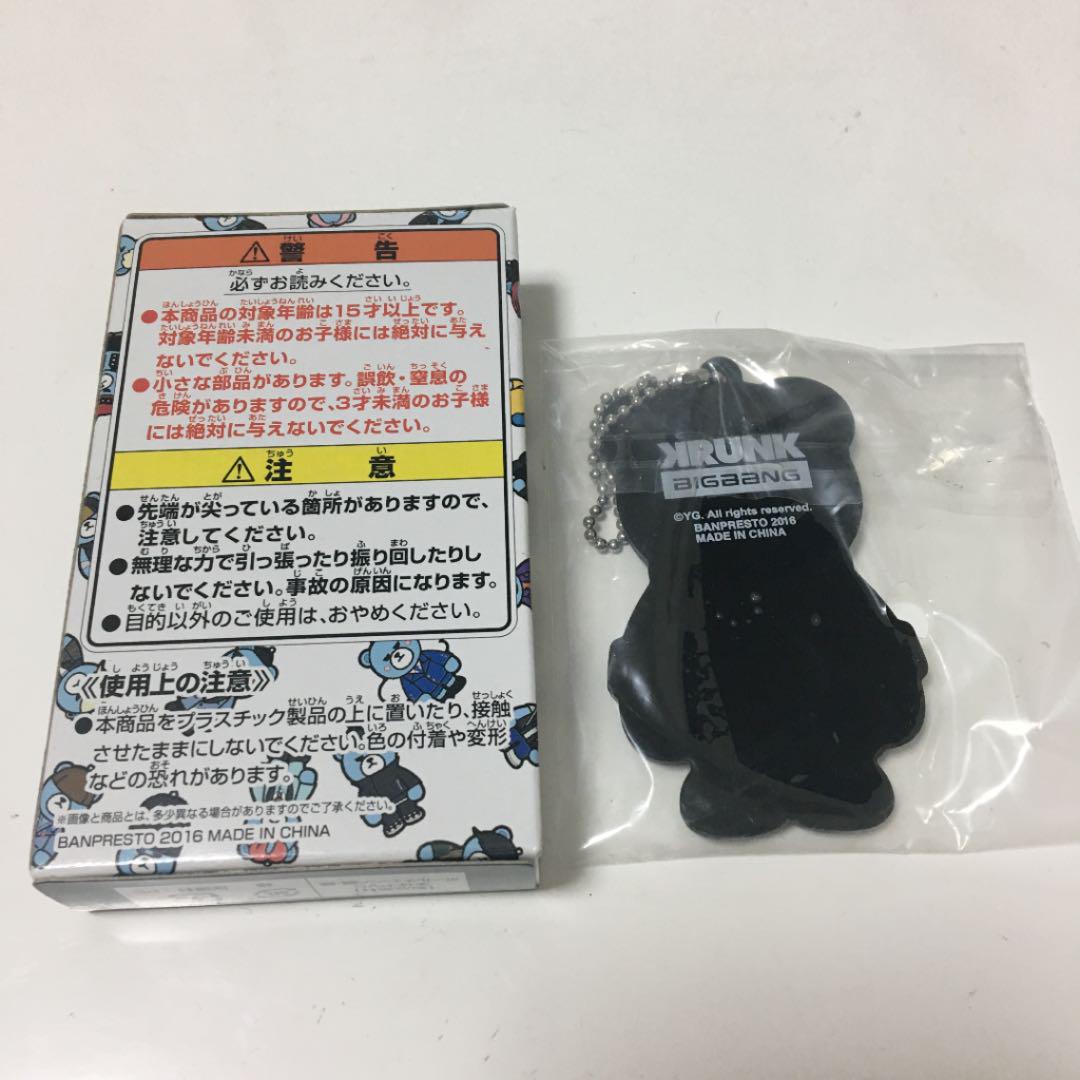 ⚠警告
必ずお読みください。
●本商品の対象年齢は15才以上です。
対象年齢未満のお子様には絶対に与え
ないでください。
●小さな部品があります。誤飲・窒息の
危険がありますので、3才未満のお子様
には絶対に与えないでください。
⚠注意
●先端が尖っている箇所がありますので、
注意してください。
●無理な力で引っ張ったり振り回したりし
ないでください。事故の原因になります。
●目的以外のご使用は、おやめください。
《使用上の注意》
●本商品をプラスチック製品の上に置いたり、接触
させたままにしないでください。色の付着や変形
などの恐れがあります。
※画像と商品とは、多少異なる場合がありますのでご了承ください。
BANPRESTO 2016 MADE IN CHINA
KRUNK
BIGBANG
©YG. All rights reserved.
BANPRESTO 2016
MADE IN CHINA